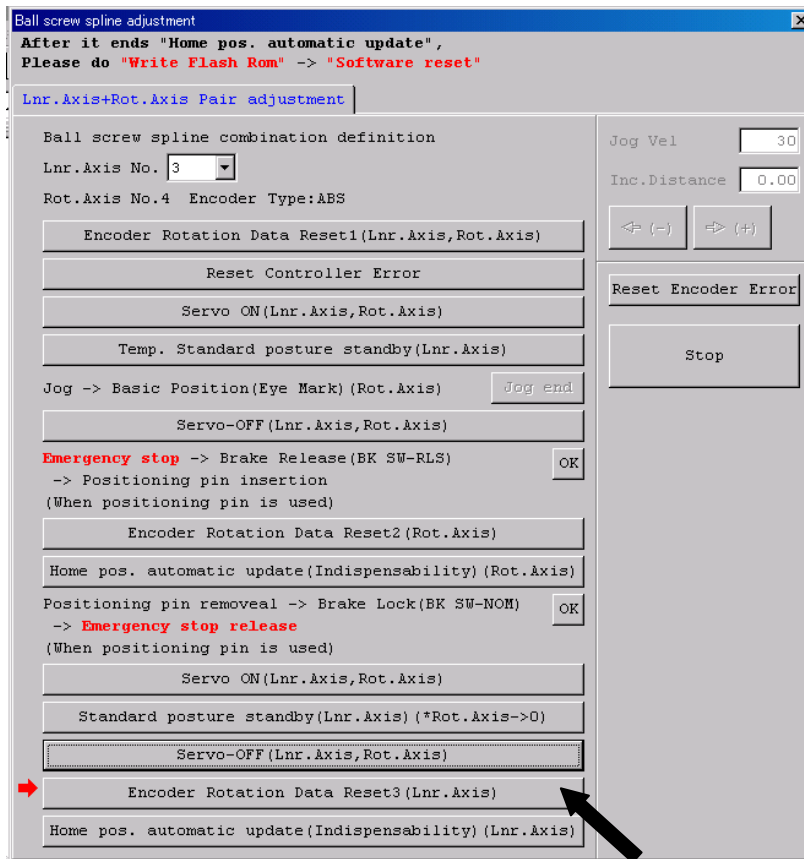 Ball screw spline adjustment
After it ends "Home pos. automatic update",
Please do "Write Flash Rom" -> "Software reset"
Lnr.Axis+Rot.Axis Pair adjustment
Ball screw spline combination definition
Lnr.Axis No. 3
Rot.Axis No.4 Encoder Type:ABS
Encoder Rotation Data Reset1(Lnr.Axis,Rot.Axis)
Reset Controller Error
Servo ON(Lnr.Axis,Rot.Axis)
Temp. Standard posture standby(Lnr.Axis)
Jog -> Basic Position(Eye Mark)(Rot.Axis) Jog end
Servo-OFF(Lnr.Axis,Rot.Axis)
Emergency stop -> Brake Release(BK SW-RLS) OK
-> Positioning pin insertion
(When positioning pin is used)
Encoder Rotation Data Reset2(Rot.Axis)
Home pos. automatic update(Indispensability)(Rot.Axis)
Positioning pin removeal -> Brake Lock(BK SW-NOM) OK
-> Emergency stop release
(When positioning pin is used)
Servo ON(Lnr.Axis,Rot.Axis)
Standard posture standby(Lnr.Axis)(*Rot.Axis->0)
Servo-OFF(Lnr.Axis,Rot.Axis)
Encoder Rotation Data Reset3(Lnr.Axis)
Home pos. automatic update(Indispensability)(Lnr.Axis)
Jog Vel 30
Inc.Distance 0.00
(-) (+)
Reset Encoder Error
Stop